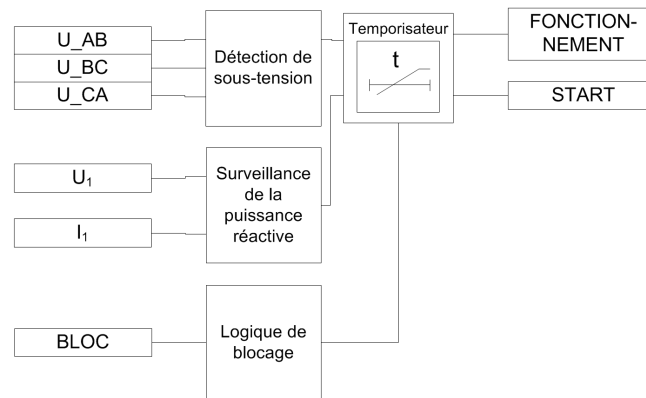 U_AB
U_BC
U_CA
Détection de
sous-tension
Temporisateur
t
FONCTION-
NEMENT
START
U₁
I₁
Surveillance
de la
puissance
réactive
BLOC
Logique de
blocage